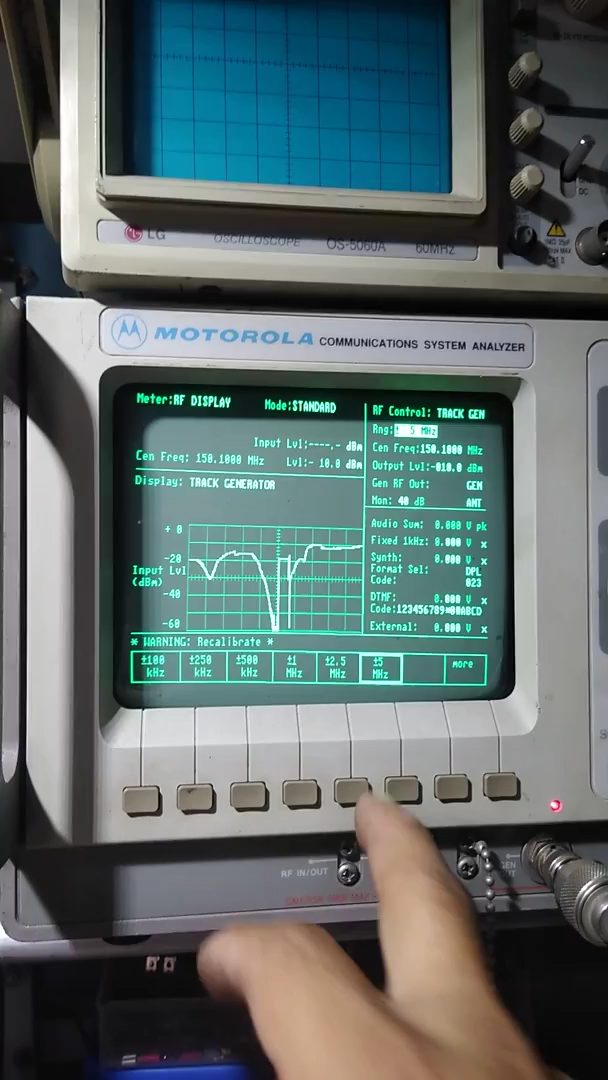 LG OSCILLOSCOPE OS-5060A 60MHz
DC
MOTOROLA COMMUNICATIONS SYSTEM ANALYZER
Meter:RF DISPLAY Mode:STANDARD
Input Lvl:----.- dBm
Cen Freq: 150.1000 MHz Lvl:- 10.0 dBm
Display: TRACK GENERATOR
+ 0
-20
Input Lvl
(dBm)
-40
-60
* WARNING: Recalibrate *
RF Control: TRACK GEN
Rng:± 5 MHz
Cen Freq:150.1000 MHz
Output Lvl:-010.0 dBm
Gen RF Out: GEN
Mon: 40 dB ANT
Audio Sum: 0.000 V pk
Fixed 1kHz: 0.000 V x
Synth: 0.000 V x
Format Sel: DPL
Code: 023
DTMF: 0.000 V x
Code:123456789*0#ABCD
External: 0.000 V x
±100 kHz
±250 kHz
±500 kHz
±1 MHz
±2.5 MHz
±5 MHz
more
RF IN/OUT
GEN
OUT